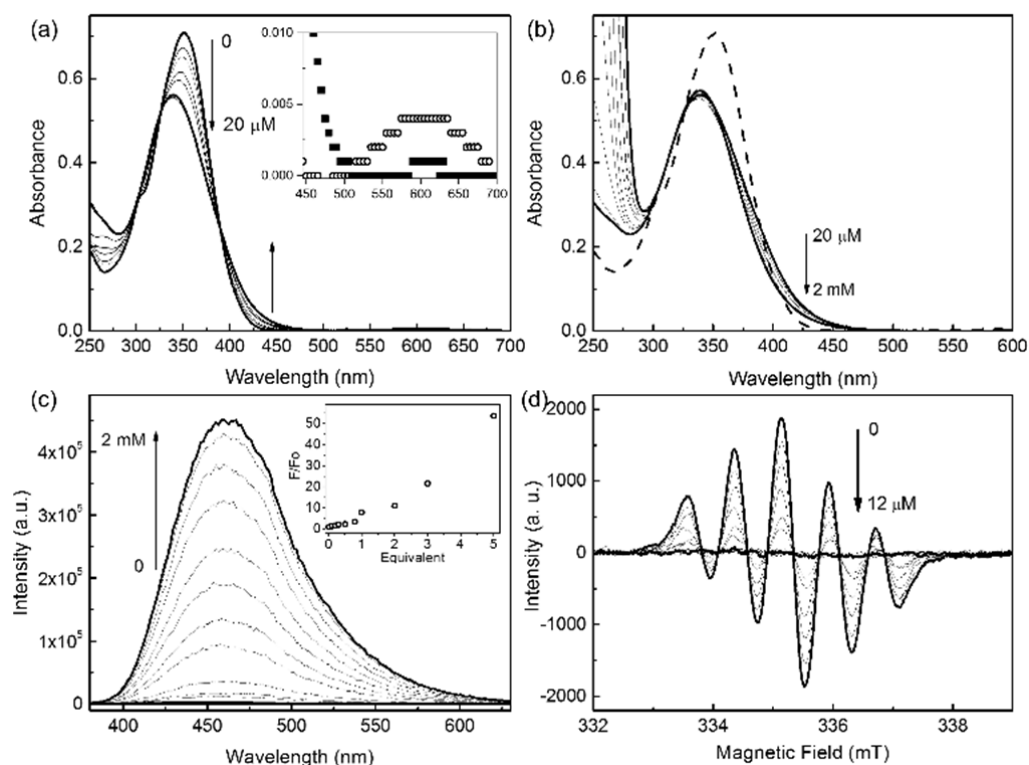 (a)
0.6
0.4
0.2
0.0
Absorbance
0
20 μM
0.010
0.005
0.000
450 500 550 600 650 700
250 300 350 400 450 500 550 600 650 700
Wavelength (nm)
(b)
0.6
0.4
0.2
0.0
Absorbance
20 μM
2 mM
250 300 350 400 450 500 550 600
Wavelength (nm)
(c)
4x10⁵
3x10⁵
2x10⁵
1x10⁵
0
Intensity (a.u.)
2 mM
0
50
40
30
20
10
0
F/Fo
0 1 2 3 4 5
Equivalent
400 450 500 550 600
Wavelength (nm)
(d)
2000
1000
0
-1000
-2000
Intensity (a. u.)
0
12 μM
332 334 336 338
Magnetic Field (mT)